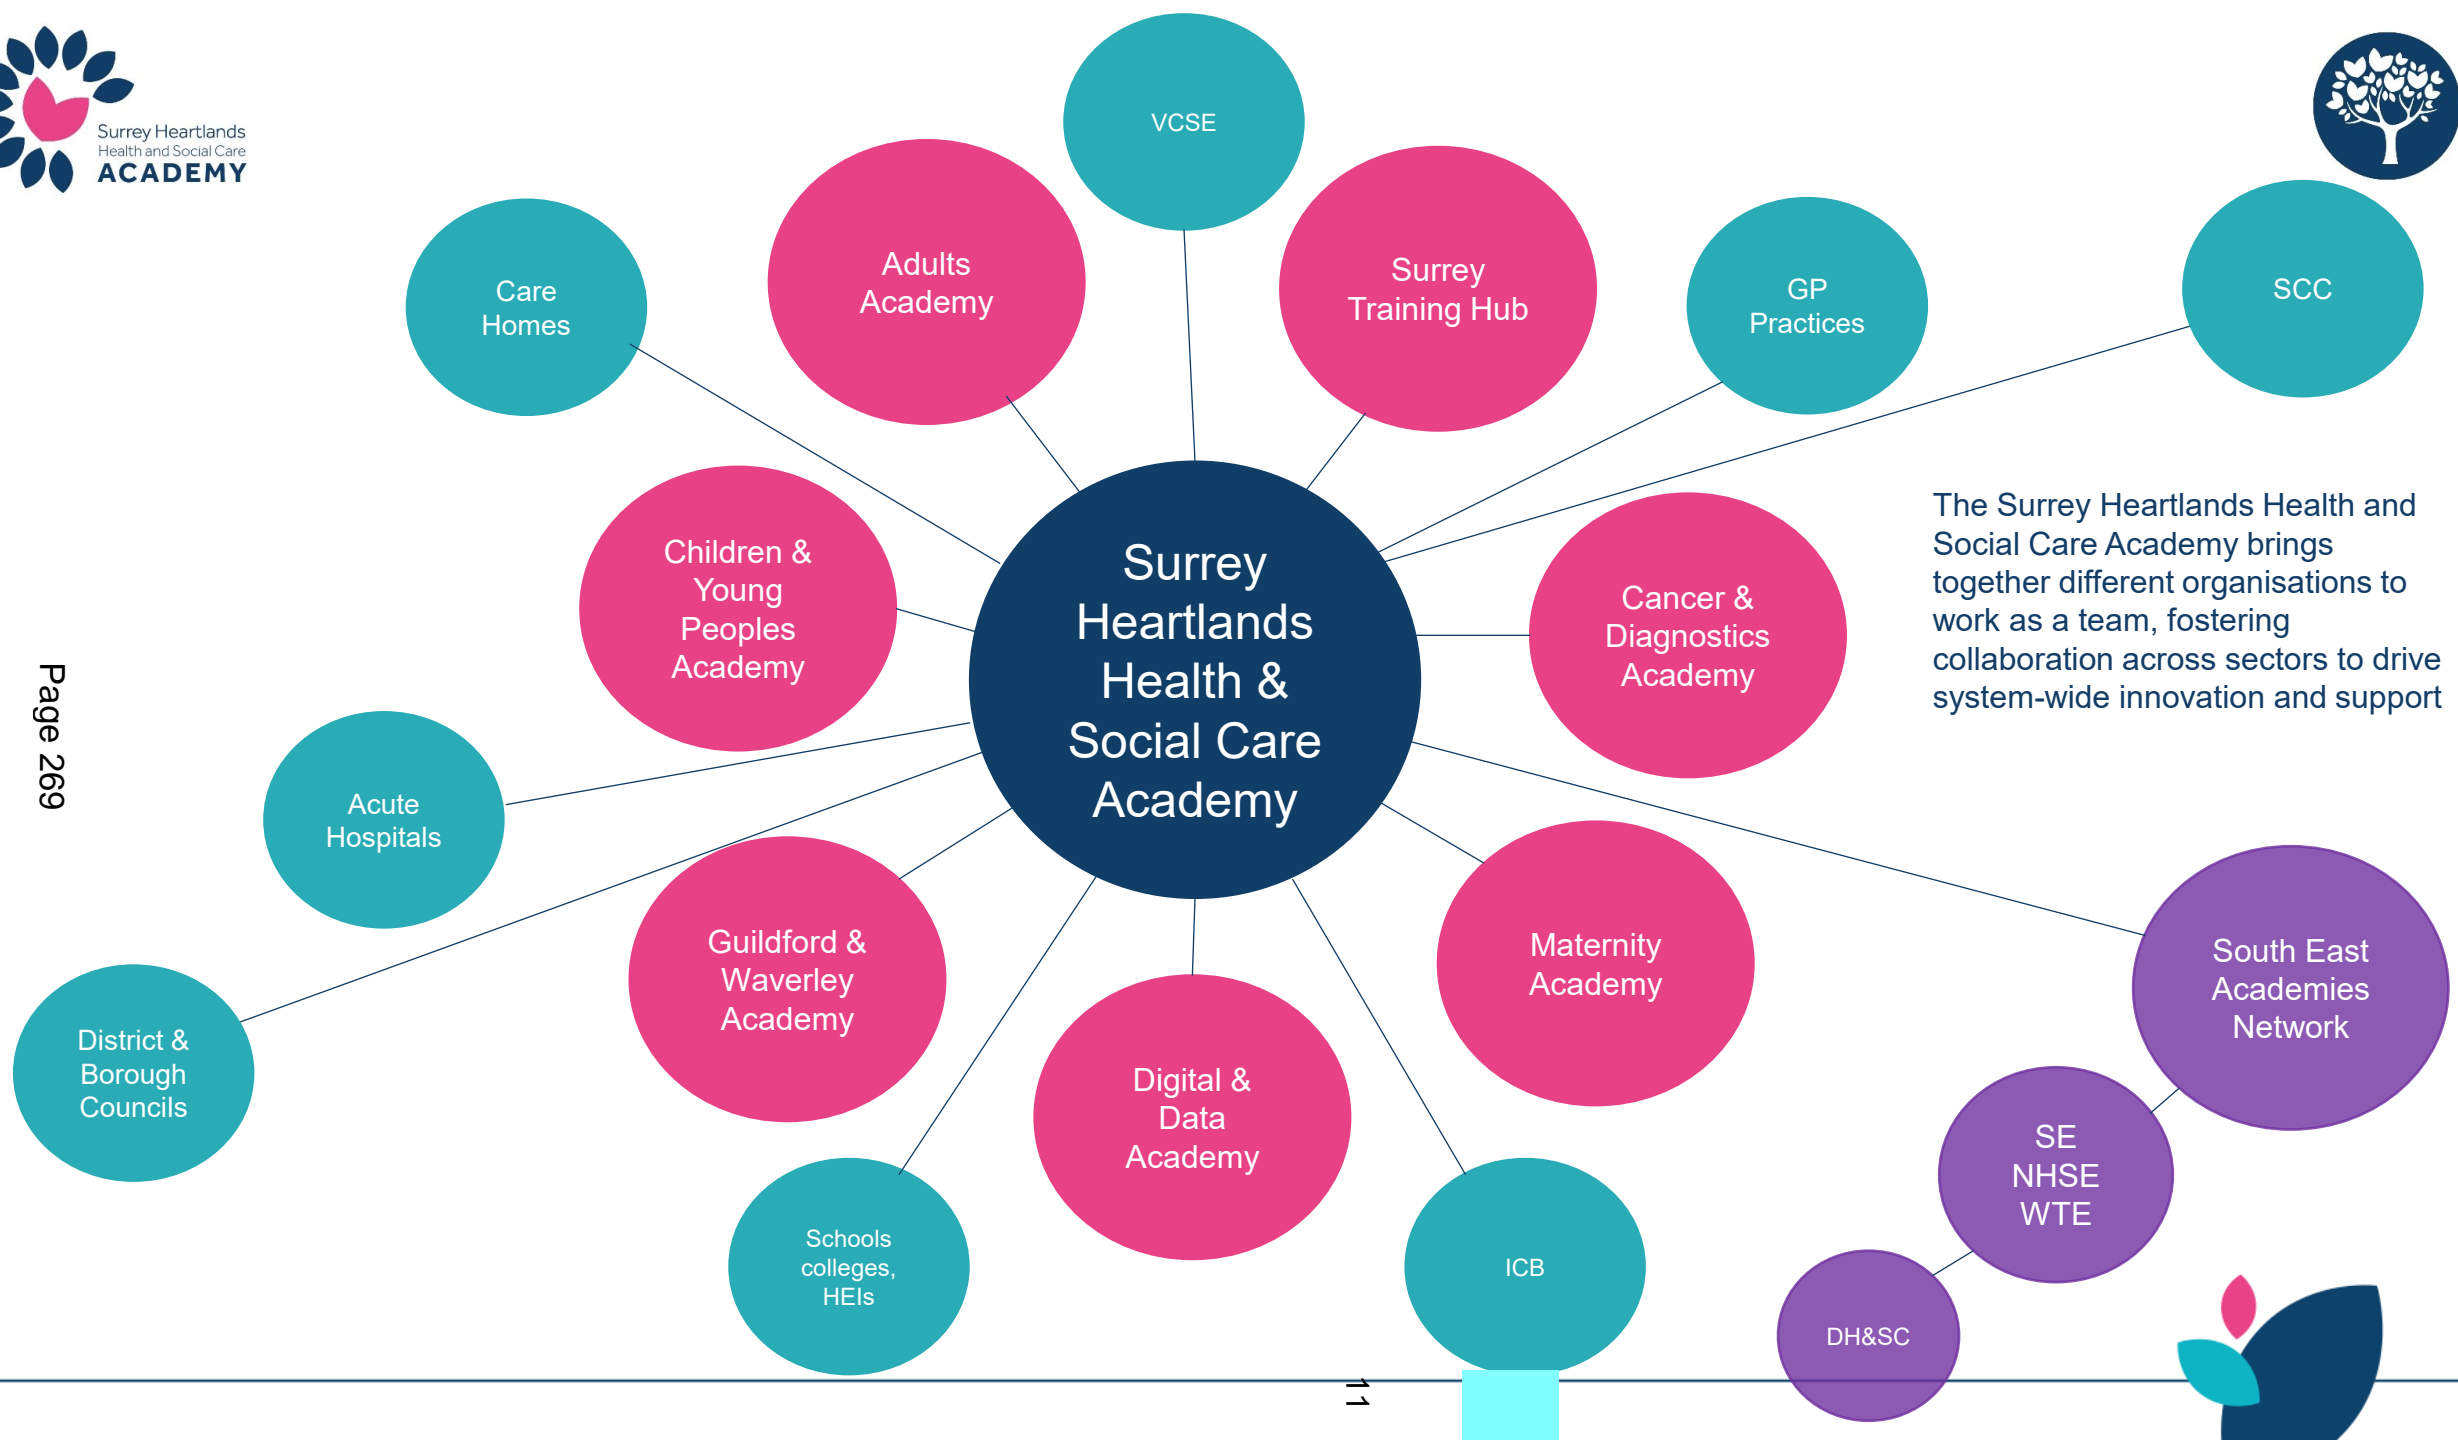 Surrey Heartlands
Health and Social Care
ACADEMY
VCSE
Adults
Academy
Surrey
Training Hub
Care
Homes
GP
Practices
SCC
Children &
Young
Peoples
Academy
Surrey
Heartlands
Health &
Social Care
Academy
Cancer &
Diagnostics
Academy
The Surrey Heartlands Health and
Social Care Academy brings
together different organisations to
work as a team, fostering
collaboration across sectors to drive
system-wide innovation and support
Page 269
Acute
Hospitals
Guildford &
Waverley
Academy
Maternity
Academy
South East
Academies
Network
District &
Borough
Councils
Digital &
Data
Academy
SE
NHSE
WTE
Schools
colleges,
HEIs
ICB
DH&SC
11